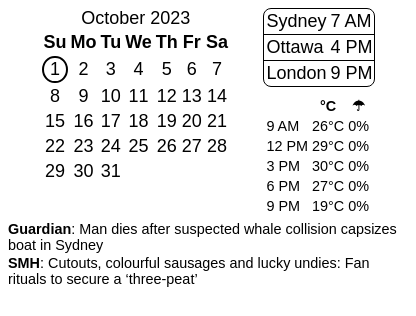 October 2023
Su Mo Tu We Th Fr Sa
1 2 3 4 5 6 7
8 9 10 11 12 13 14
15 16 17 18 19 20 21
22 23 24 25 26 27 28
29 30 31
Sydney 7 AM
Ottawa 4 PM
London 9 PM
°C ☂
9 AM 26°C 0%
12 PM 29°C 0%
3 PM 30°C 0%
6 PM 27°C 0%
9 PM 19°C 0%
Guardian: Man dies after suspected whale collision capsizes
boat in Sydney
SMH: Cutouts, colourful sausages and lucky undies: Fan
rituals to secure a ‘three-peat’